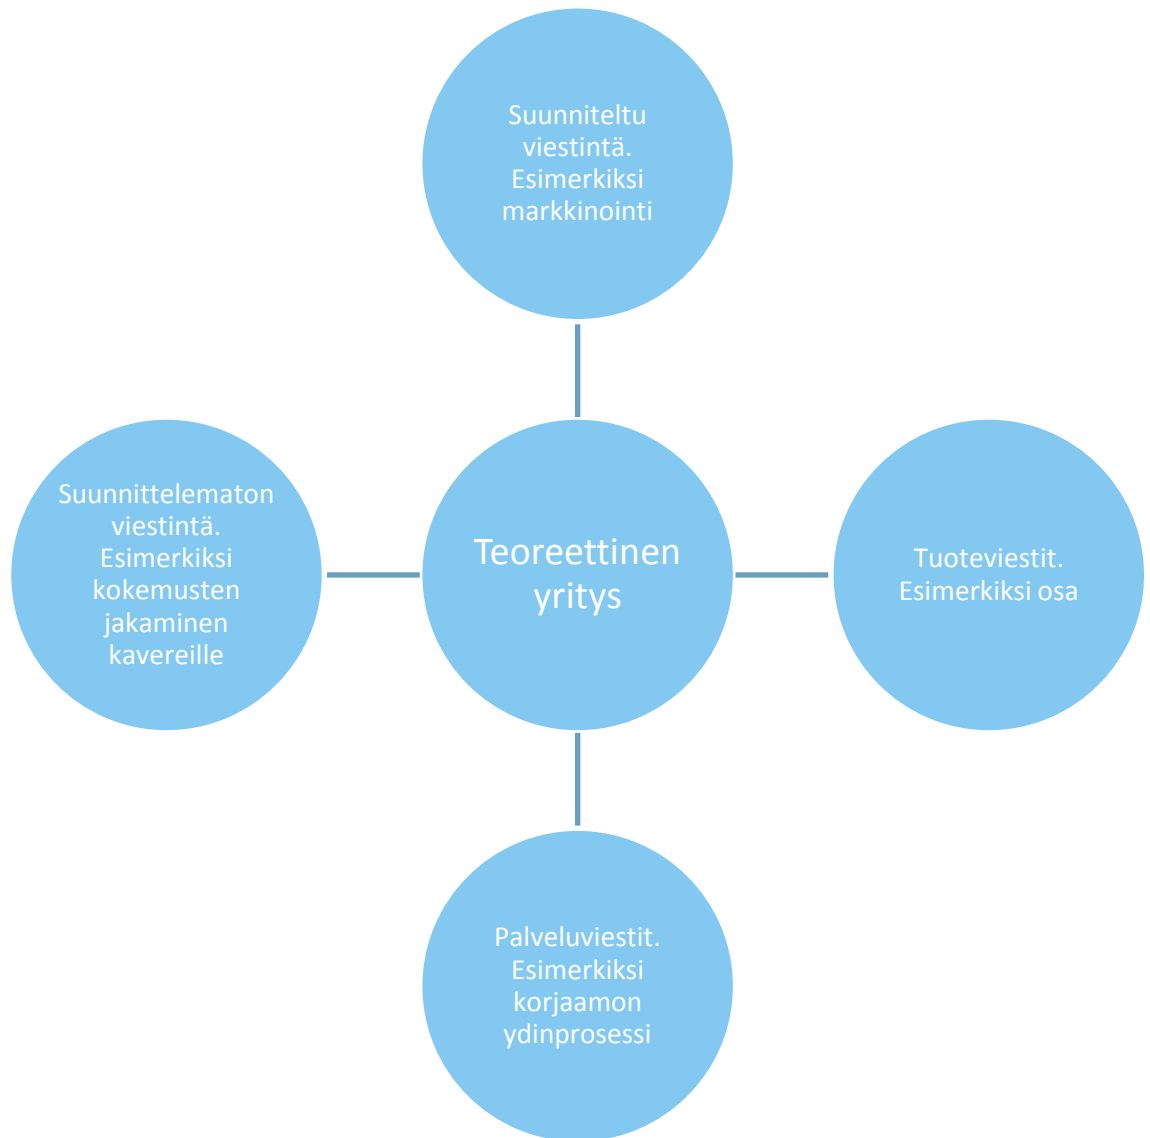 Suunniteltu
viestintä.
Esimerkiksi
markkinointi
Suunnittelematon
viestintä.
Esimerkiksi
kokemusten
jakaminen
kavereille
Teoreettinen
yritys
Tuoteviestit.
Esimerkiksi osa
Palveluviestit.
Esimerkiksi
korjaamon
ydinprosessi